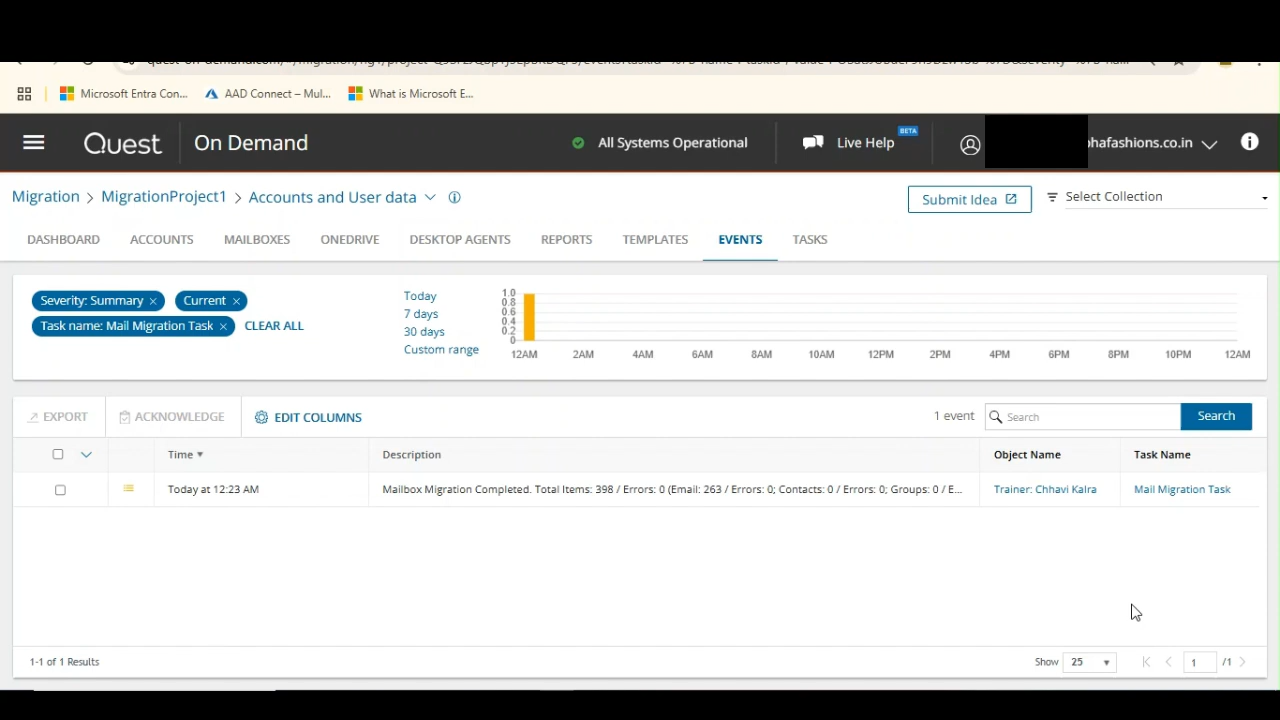 Microsoft Entra Con... AAD Connect – Mul... What is Microsoft E...
Quest On Demand All Systems Operational Live Help BETA hafashions.co.in
Migration > MigrationProject1 > Accounts and User data Submit Idea Select Collection
DASHBOARD ACCOUNTS MAILBOXES ONEDRIVE DESKTOP AGENTS REPORTS TEMPLATES EVENTS TASKS
Severity: Summary × Current ×
Task name: Mail Migration Task × CLEAR ALL
Today
7 days
30 days
Custom range
1.0
0.8
0.6
0.4
0.2
0
12AM 2AM 4AM 6AM 8AM 10AM 12PM 2PM 4PM 6PM 8PM 10PM 12AM
EXPORT ACKNOWLEDGE EDIT COLUMNS 1 event Search Search
Time Description Object Name Task Name
Today at 12:23 AM Mailbox Migration Completed. Total Items: 398 / Errors: 0 (Email: 263 / Errors: 0; Contacts: 0 / Errors: 0; Groups: 0 / E... Trainer: Chhavi Kalra Mail Migration Task
1-1 of 1 Results Show 25 1 /1